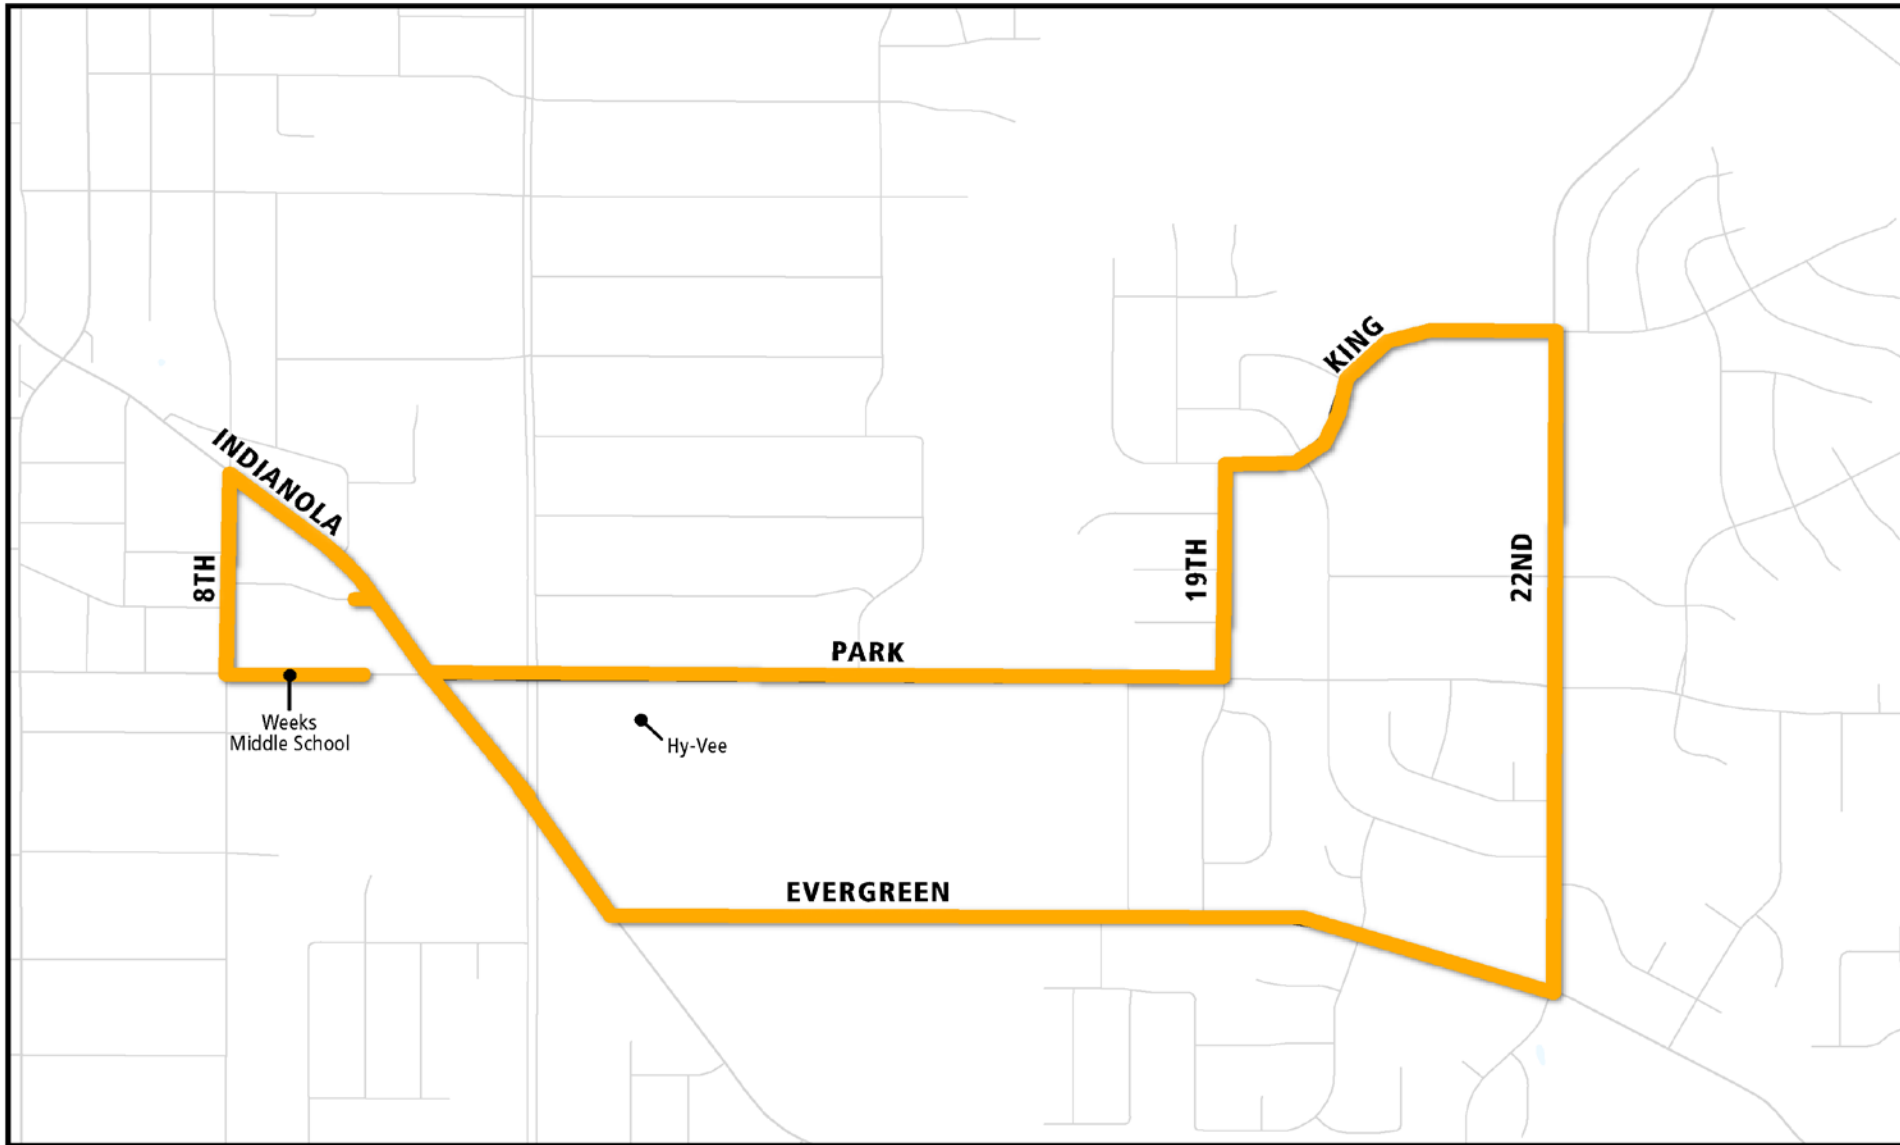 KING
INDIANOLA
8TH
19TH
22ND
PARK
Weeks
Middle School
Hy-Vee
EVERGREEN